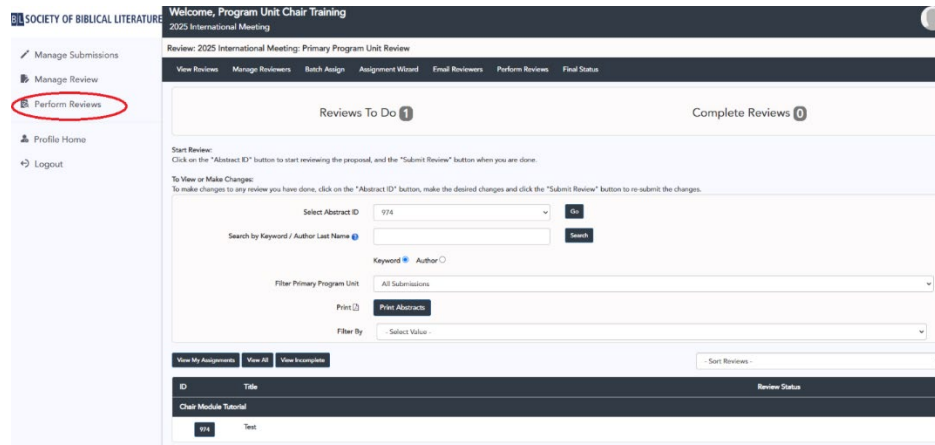 SOCIETY OF BIBLICAL LITERATURE
Manage Submissions
Manage Review
Perform Reviews
Profile Home
Logout
Welcome, Program Unit Chair Training
2025 International Meeting
Review: 2025 International Meeting: Primary Program Unit Review
View Reviews Manage Reviewers Batch Assign Assignment Wizard Email Reviewers Perform Reviews Final Status
Reviews To Do 1 Complete Reviews 0
Start Review:
Click on the "Abstract ID" button to start reviewing the proposal, and the "Submit Review" button when you are done.
To View or Make Changes:
To make changes to any review you have done, click on the "Abstract ID" button, make the desired changes and click the "Submit Review" button to re-submit the changes.
Select Abstract ID 974 Go
Search by Keyword / Author Last Name Search
Keyword Author
Filter Primary Program Unit All Submissions
Print Print Abstracts
Filter By - Select Value -
View My Assignments View All View Incomplete - Sort Reviews -
ID Title Review Status
Chair Module Tutorial
974 Test